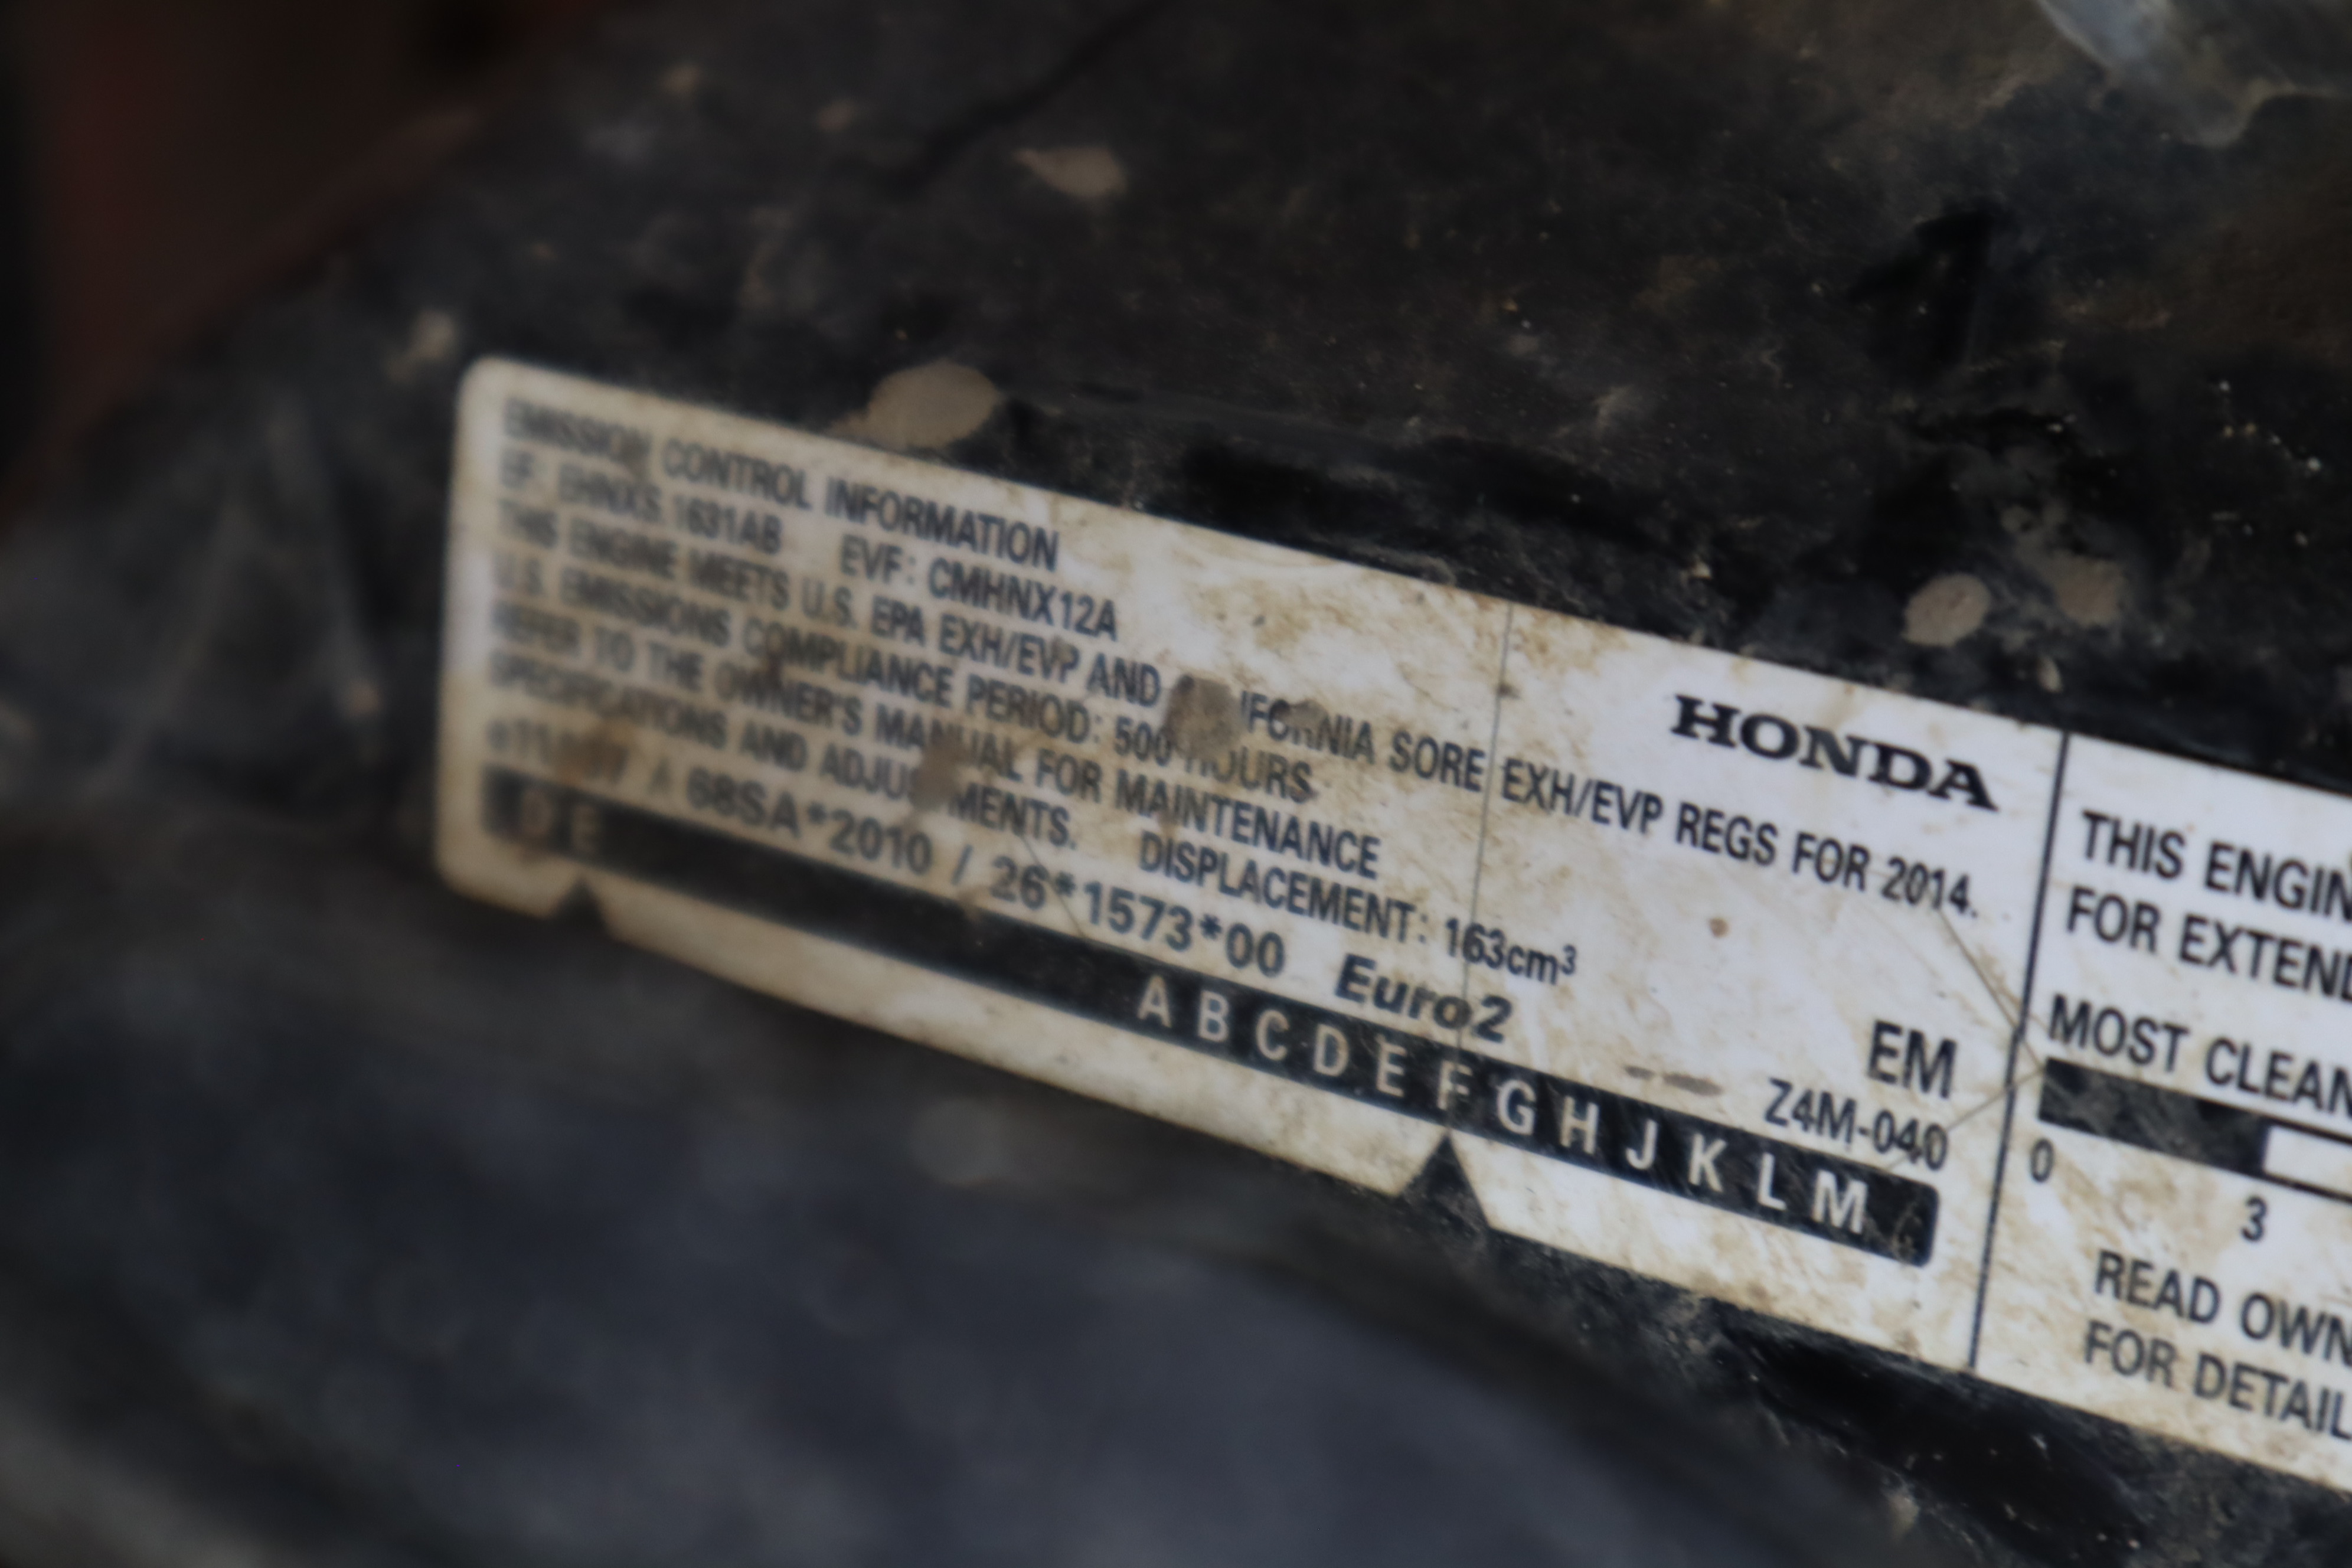 EMISSION CONTROL INFORMATION
EF: EHNXS.1631AB EVF: CMHNX12A
THIS ENGINE MEETS U.S. EPA EXH/EVP AND CALIFORNIA SORE EXH/EVP REGS FOR 2014.
U.S. EMISSIONS COMPLIANCE PERIOD: 500 HOURS
REFER TO THE OWNER'S MANUAL FOR MAINTENANCE
SPECIFICATIONS AND ADJUSTMENTS. DISPLACEMENT: 163cm³
68SA*2010 / 26*1573*00 Euro2
D E A B C D E F G H J K L M
HONDA
EM
Z4M-040
THIS ENGIN
FOR EXTEND
MOST CLEAN
0 3
READ OWN
FOR DETAIL